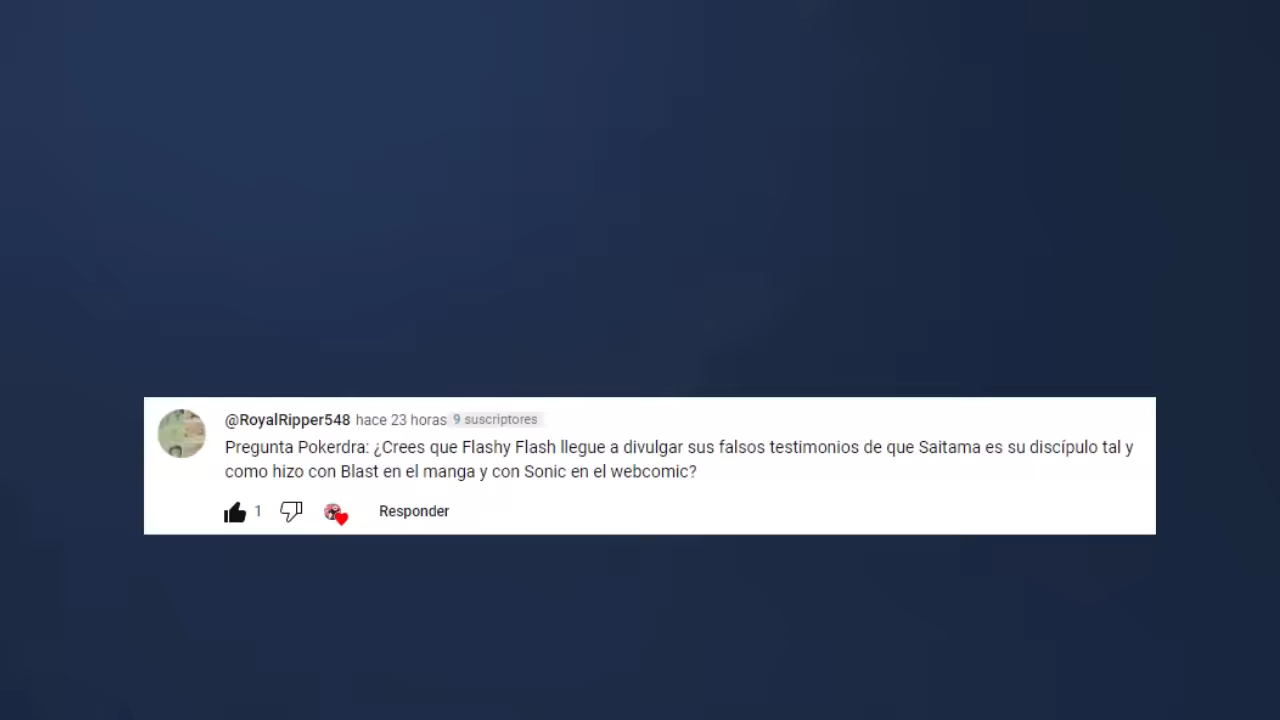 @RoyalRipper548 hace 23 horas 9 suscriptores
Pregunta Pokerdra: ¿Crees que Flashy Flash llegue a divulgar sus falsos testimonios de que Saitama es su discípulo tal y
como hizo con Blast en el manga y con Sonic en el webcomic?
1 Responder